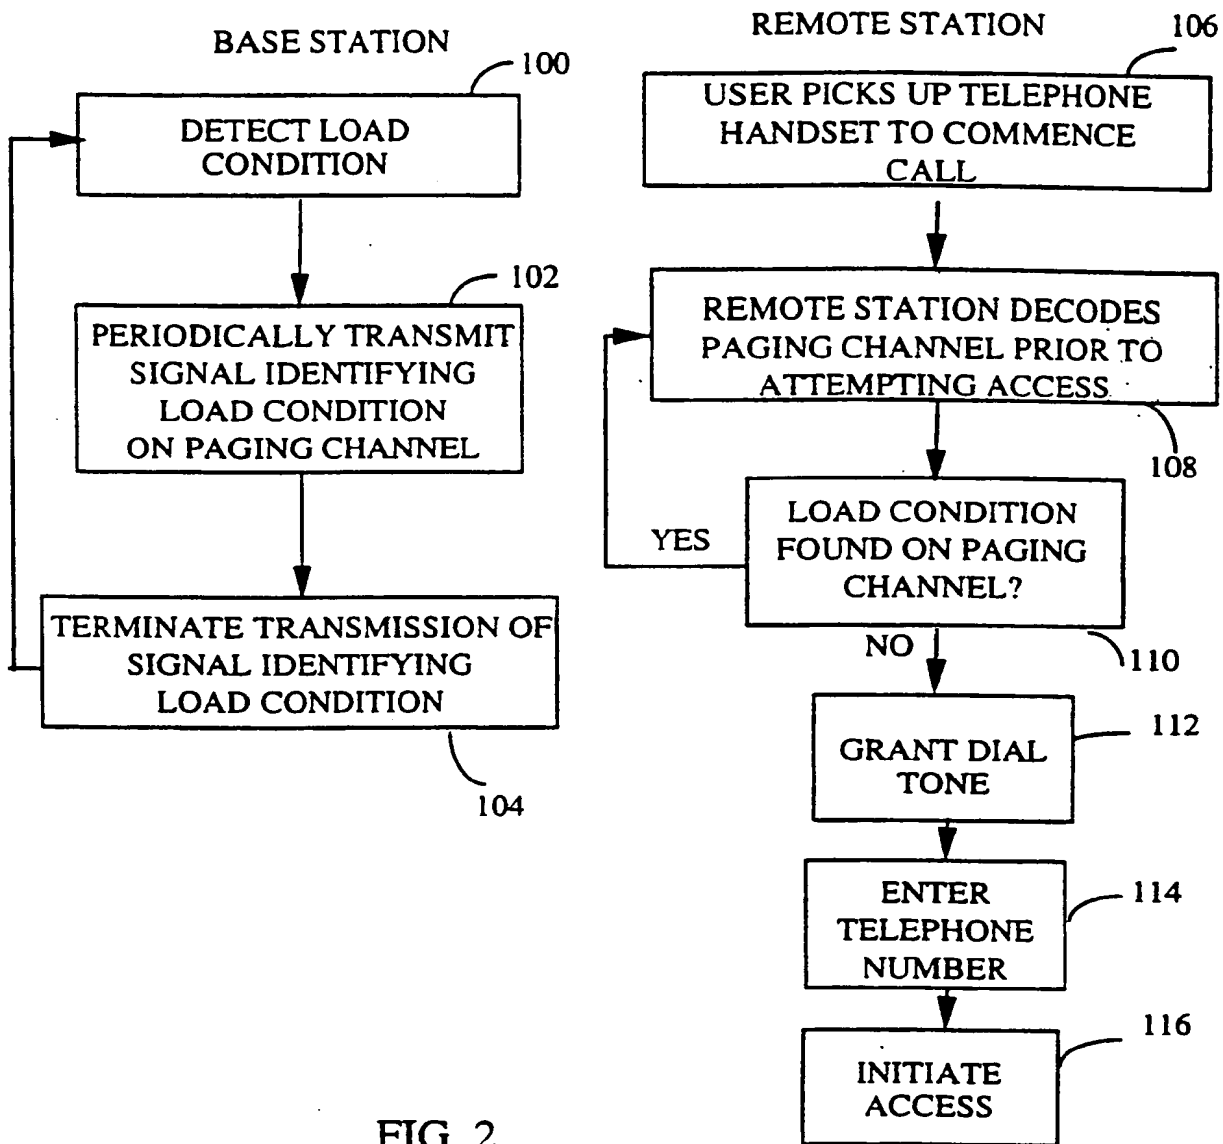 BASE STATION
100
DETECT LOAD
CONDITION
102
PERIODICALLY TRANSMIT
SIGNAL IDENTIFYING
LOAD CONDITION
ON PAGING CHANNEL
TERMINATE TRANSMISSION OF
SIGNAL IDENTIFYING
LOAD CONDITION
104
REMOTE STATION
106
USER PICKS UP TELEPHONE
HANDSET TO COMMENCE
CALL
REMOTE STATION DECODES
PAGING CHANNEL PRIOR TO
ATTEMPTING ACCESS
108
YES
LOAD CONDITION
FOUND ON PAGING
CHANNEL?
NO
110
112
GRANT DIAL
TONE
114
ENTER
TELEPHONE
NUMBER
116
INITIATE
ACCESS
FIG. 2